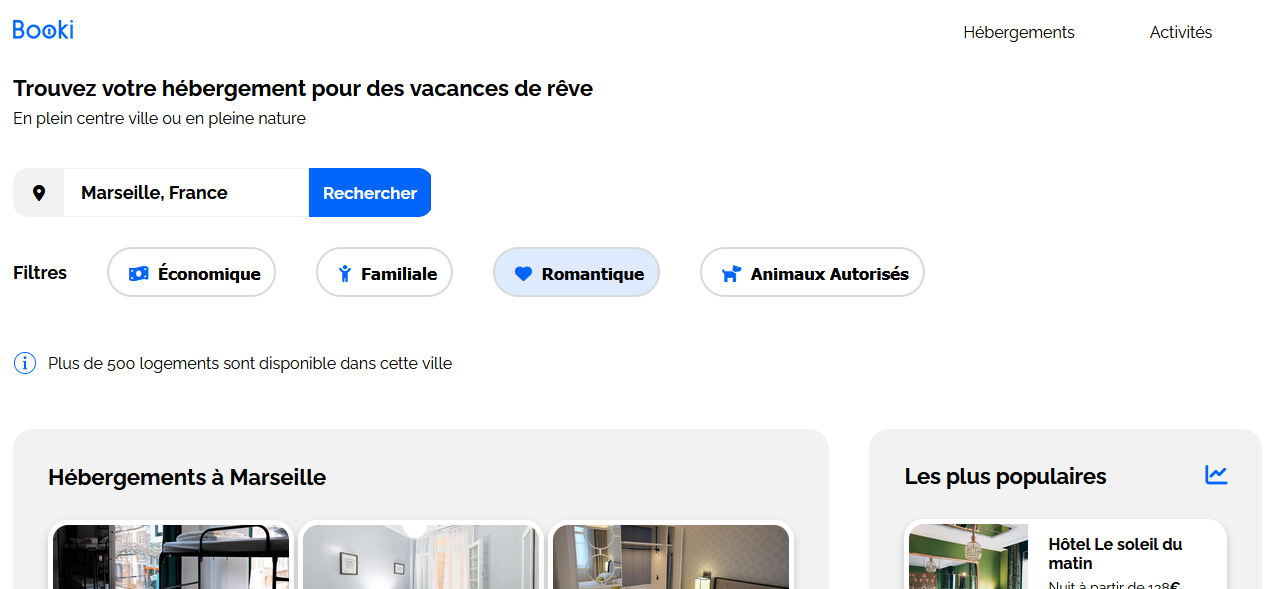 Booki
Hébergements
Activités
Trouvez votre hébergement pour des vacances de rêve
En plein centre ville ou en pleine nature
Marseille, France
Rechercher
Filtres
Économique
Familiale
Romantique
Animaux Autorisés
Plus de 500 logements sont disponible dans cette ville
Hébergements à Marseille
Les plus populaires
Hôtel Le soleil du
matin
Nuit à partir de 128€